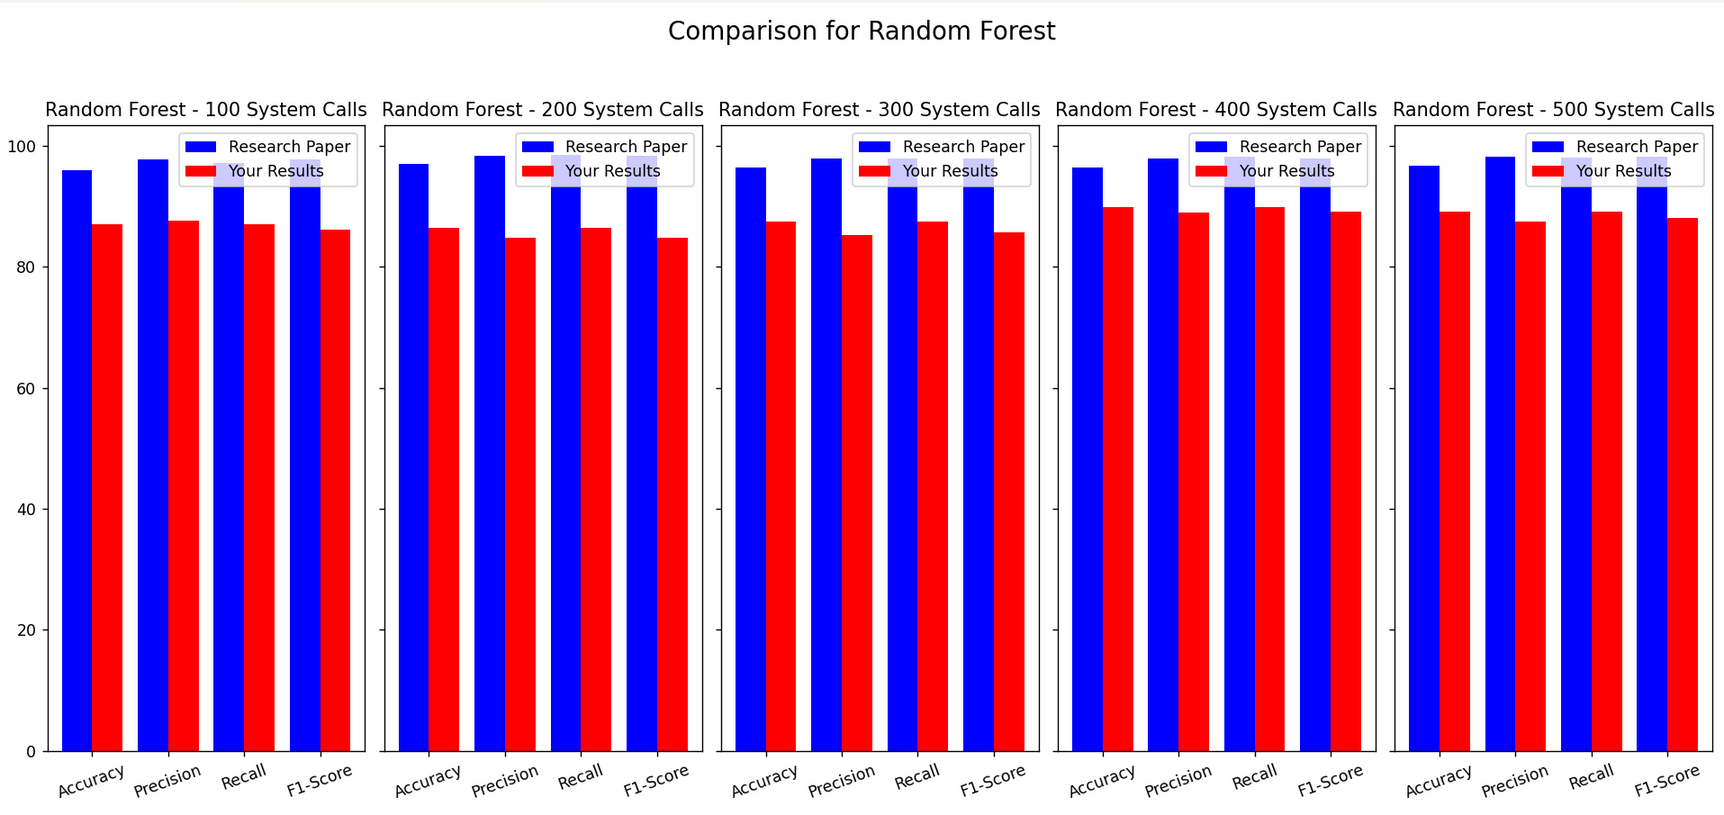 Comparison for Random Forest
Random Forest - 100 System Calls
Research Paper
Your Results
100
80
60
40
20
0
Accuracy
Precision
Recall
F1-Score
Random Forest - 200 System Calls
Research Paper
Your Results
Accuracy
Precision
Recall
F1-Score
Random Forest - 300 System Calls
Research Paper
Your Results
Accuracy
Precision
Recall
F1-Score
Random Forest - 400 System Calls
Research Paper
Your Results
Accuracy
Precision
Recall
F1-Score
Random Forest - 500 System Calls
Research Paper
Your Results
Accuracy
Precision
Recall
F1-Score